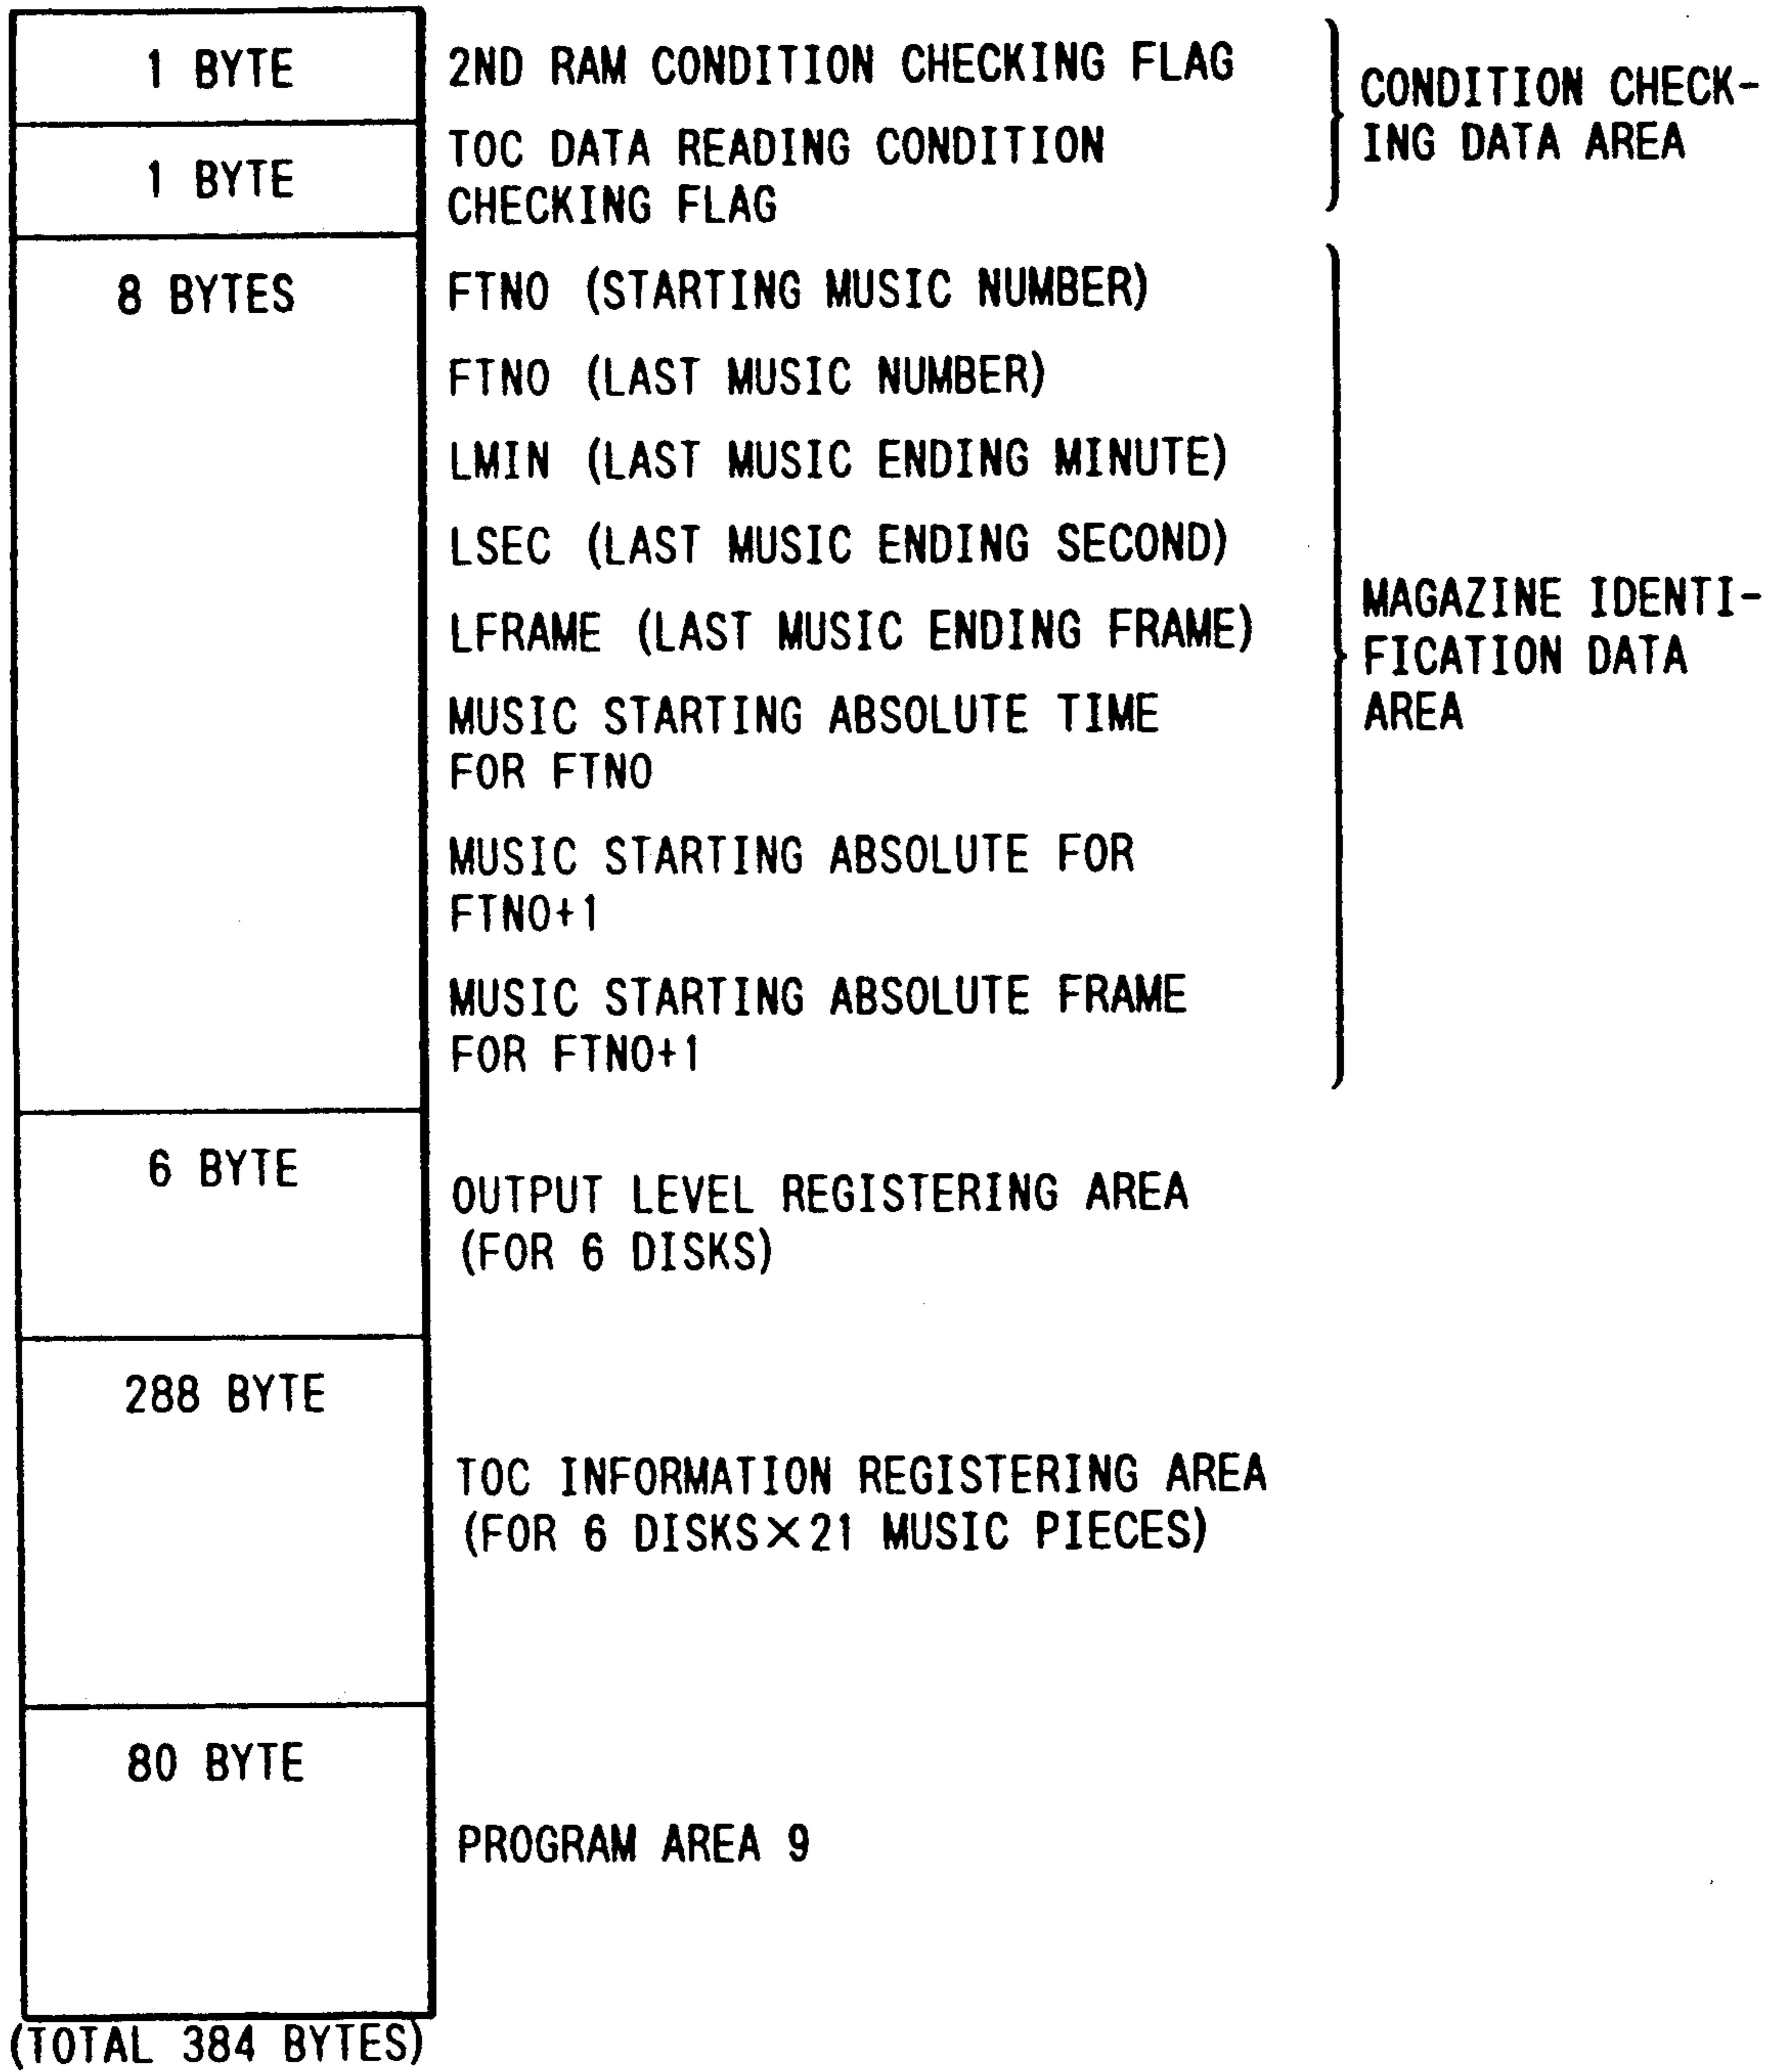 1 BYTE
2ND RAM CONDITION CHECKING FLAG
CONDITION CHECK-
ING DATA AREA
1 BYTE
TOC DATA READING CONDITION
CHECKING FLAG
8 BYTES
FTNO (STARTING MUSIC NUMBER)
FTNO (LAST MUSIC NUMBER)
LMIN (LAST MUSIC ENDING MINUTE)
LSEC (LAST MUSIC ENDING SECOND)
LFRAME (LAST MUSIC ENDING FRAME)
MUSIC STARTING ABSOLUTE TIME
FOR FTNO
MUSIC STARTING ABSOLUTE FOR
FTNO+1
MUSIC STARTING ABSOLUTE FRAME
FOR FTNO+1
MAGAZINE IDENTI-
FICATION DATA
AREA
6 BYTE
OUTPUT LEVEL REGISTERING AREA
(FOR 6 DISKS)
288 BYTE
TOC INFORMATION REGISTERING AREA
(FOR 6 DISKS×21 MUSIC PIECES)
80 BYTE
PROGRAM AREA 9
(TOTAL 384 BYTES)